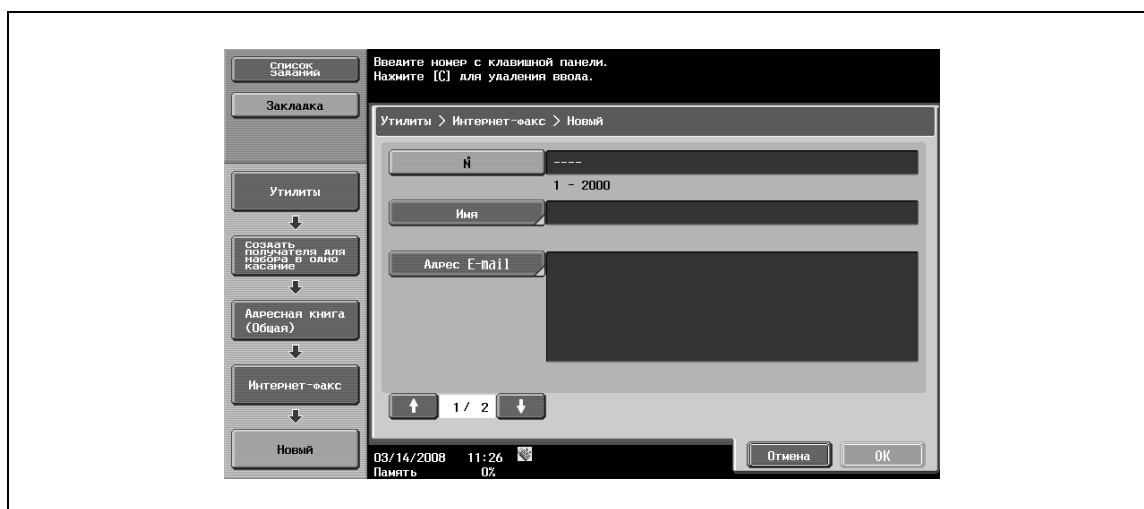 Список
заданий
Закладка
Утилиты
Создать
получателя для
набора в одно
касание
Адресная книга
(Общая)
Интернет-факс
Новый
Введите номер с клавишной панели.
Нажмите [C] для удаления ввода.
Утилиты > Интернет-факс > Новый
№ ----
1 - 2000
Имя
Адрес E-mail
1/ 2
03/14/2008 11:26
Память 0%
Отмена OK